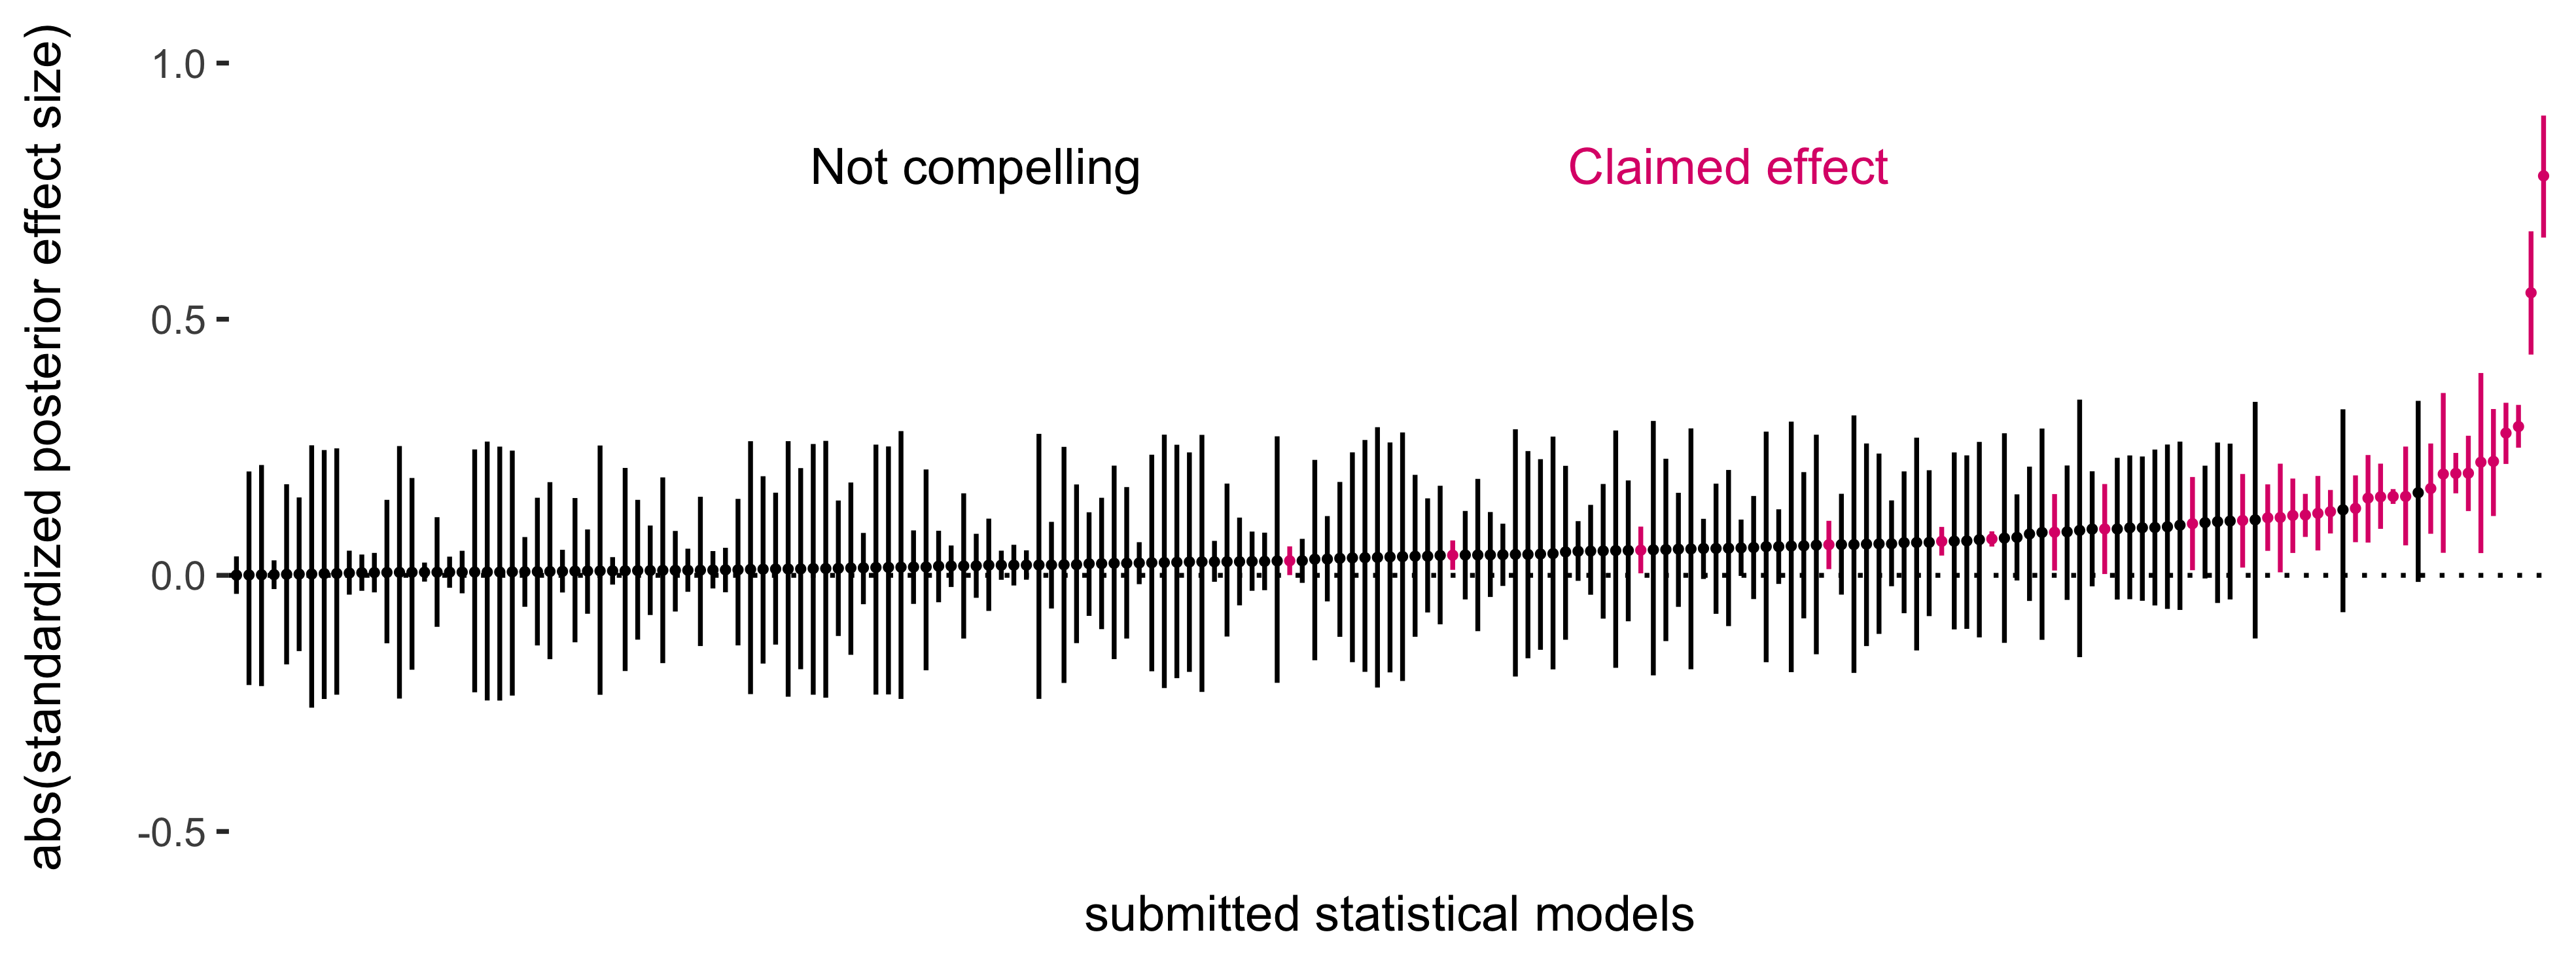 abs(standardized posterior effect size)
1.0
0.5
0.0
-0.5
Not compelling
Claimed effect
submitted statistical models